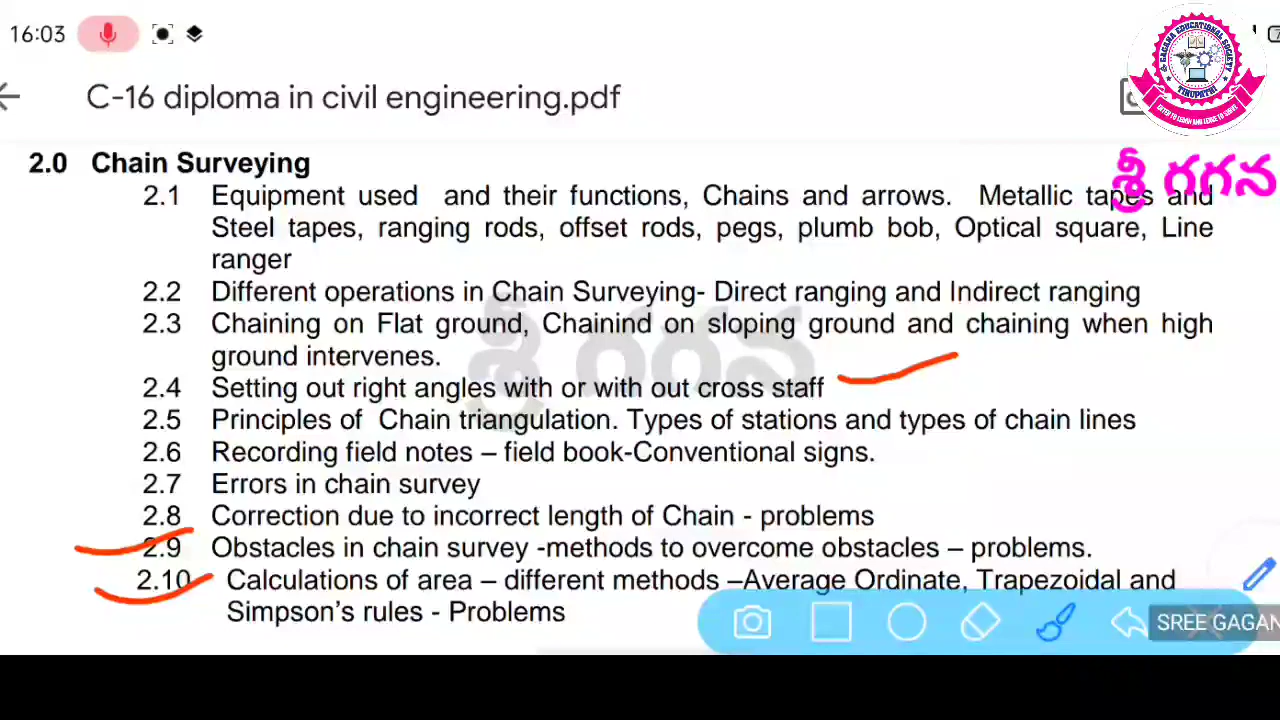 16:03
C-16 diploma in civil engineering.pdf
GAGANA EDUCATIONAL SOCIETY
TIRUPATHI
శ్రీ గగన
2.0 Chain Surveying
2.1 Equipment used and their functions, Chains and arrows. Metallic tapes and
Steel tapes, ranging rods, offset rods, pegs, plumb bob, Optical square, Line
ranger
2.2 Different operations in Chain Surveying- Direct ranging and Indirect ranging
2.3 Chaining on Flat ground, Chainind on sloping ground and chaining when high
ground intervenes.
2.4 Setting out right angles with or with out cross staff
2.5 Principles of Chain triangulation. Types of stations and types of chain lines
2.6 Recording field notes – field book-Conventional signs.
2.7 Errors in chain survey
2.8 Correction due to incorrect length of Chain - problems
2.9 Obstacles in chain survey -methods to overcome obstacles – problems.
2.10 Calculations of area – different methods –Average Ordinate, Trapezoidal and
Simpson's rules - Problems
శ్రీ గగన
SREE GAGAN